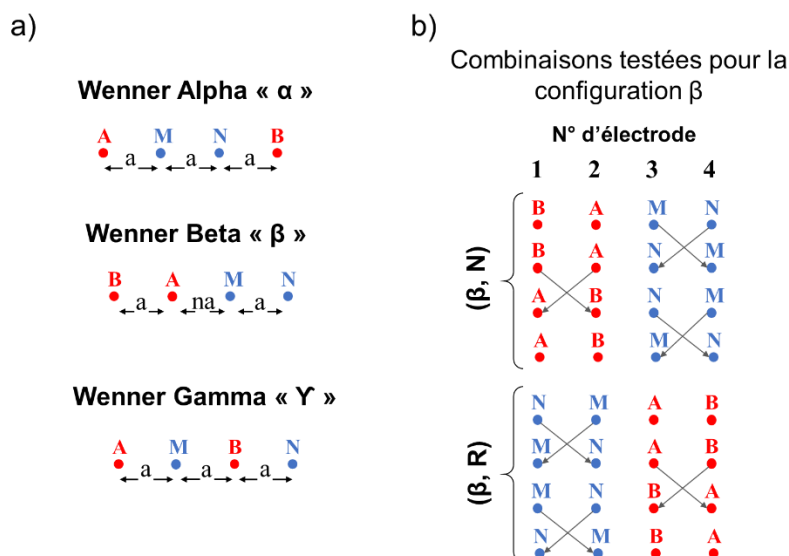 a)
Wenner Alpha « α »
A M N B
a a a
Wenner Beta « β »
B A M N
a na a
Wenner Gamma « ϒ »
A M B N
a a a
b)
Combinaisons testées pour la
configuration β
N° d’électrode
1 2 3 4
(β, N)
B A M N
B A N M
A B N M
A B M N
(β, R)
N M A B
M N A B
M N B A
N M B A